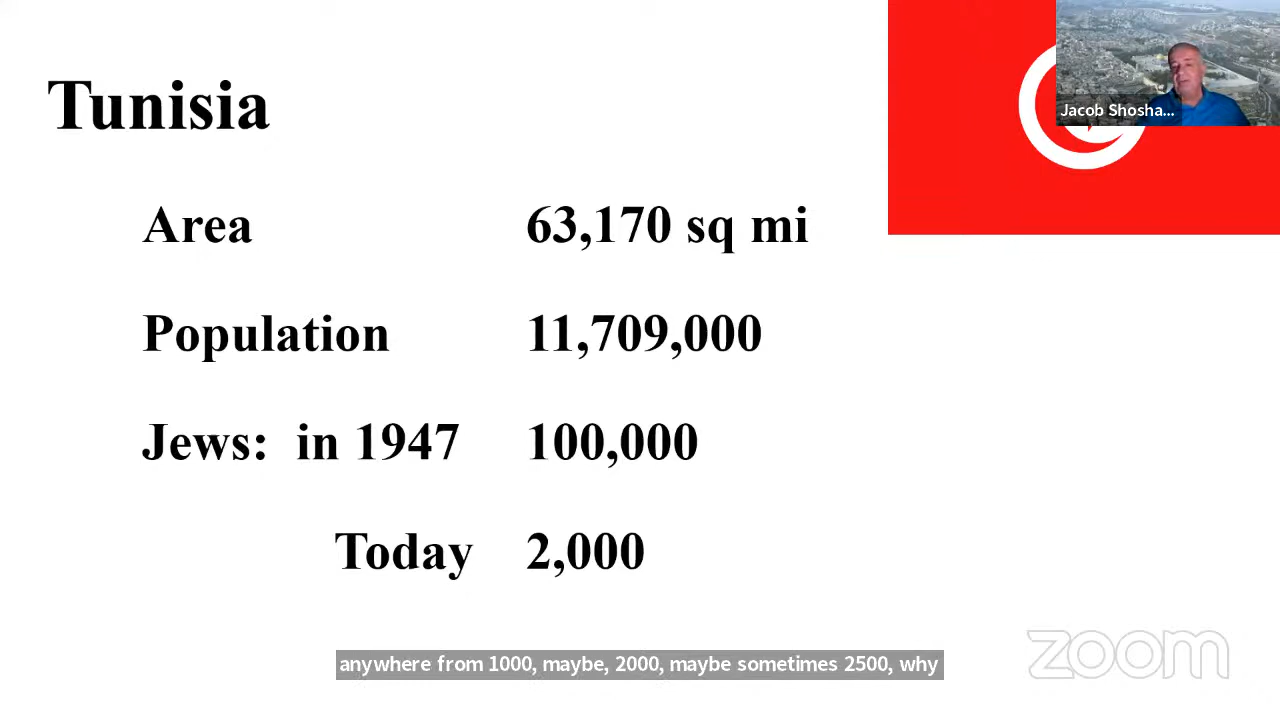 Tunisia
Jacob Shosha...
Area 63,170 sq mi
Population 11,709,000
Jews: in 1947 100,000
Today 2,000
zoom
anywhere from 1000, maybe, 2000, maybe sometimes 2500, why